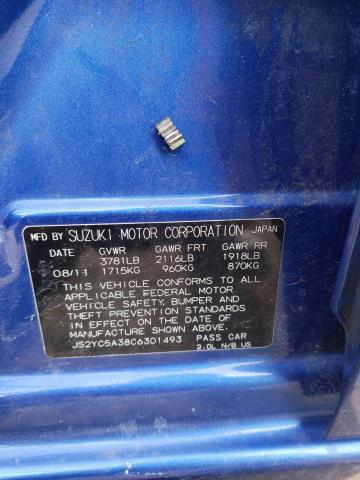 MFD BY SUZUKI MOTOR CORPORATION JAPAN
DATE GVWR GAWR FRT GAWR RR
3781LB 2116LB 1918LB
08/11 1715KG 960KG 870KG
THIS VEHICLE CONFORMS TO ALL
APPLICABLE FEDERAL MOTOR
VEHICLE SAFETY, BUMPER AND
THEFT PREVENTION STANDARDS
IN EFFECT ON THE DATE OF
MANUFACTURE SHOWN ABOVE.
JS2YC5A38C6301493 PASS CAR
2.0L N/B US